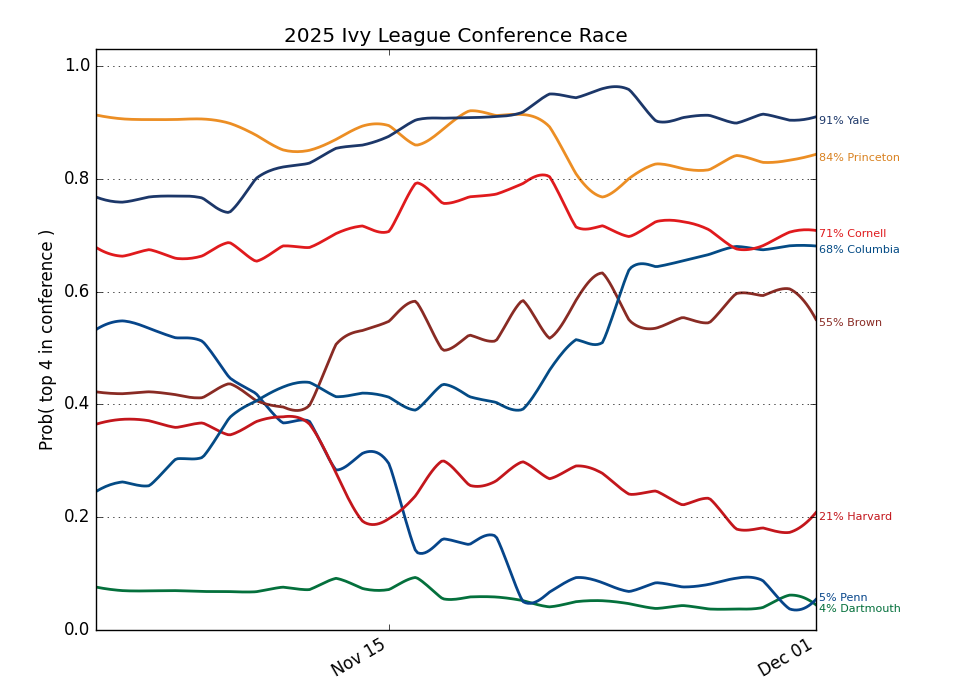 2025 Ivy League Conference Race
Prob( top 4 in conference )
1.0
0.8
0.6
0.4
0.2
0.0
91% Yale
84% Princeton
71% Cornell
68% Columbia
55% Brown
21% Harvard
5% Penn
4% Dartmouth
Nov 15
Dec 01